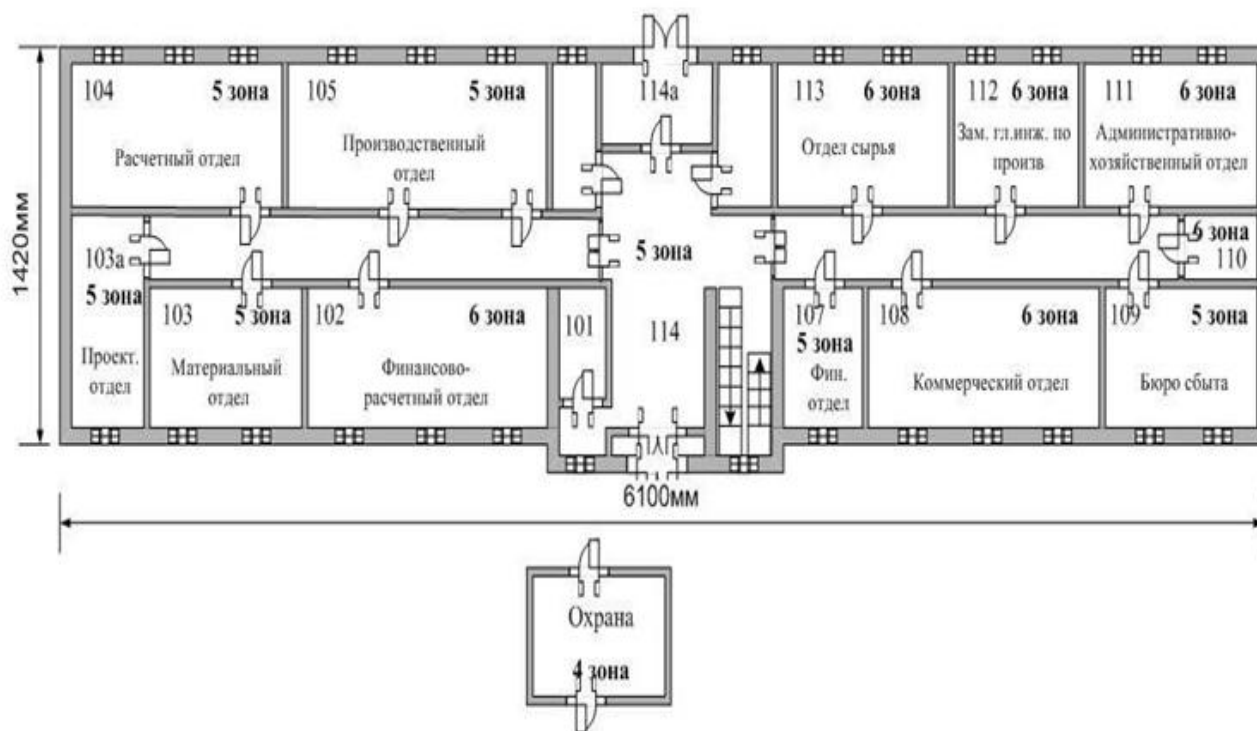 104
5 зона
Расчетный отдел
105
5 зона
Производственный
отдел
114а
113
6 зона
Отдел сырья
112
6 зона
Зам. гл.инж. по
произв
111
6 зона
Административно-
хозяйственный отдел
1420мм
103а
5 зона
Проект.
отдел
103
5 зона
Материальный
отдел
102
6 зона
Финансово-
расчетный отдел
101
5 зона
114
107
5 зона
Фин.
отдел
108
6 зона
Коммерческий отдел
109
5 зона
Бюро сбыта
6 зона
110
6100мм
Охрана
4 зона